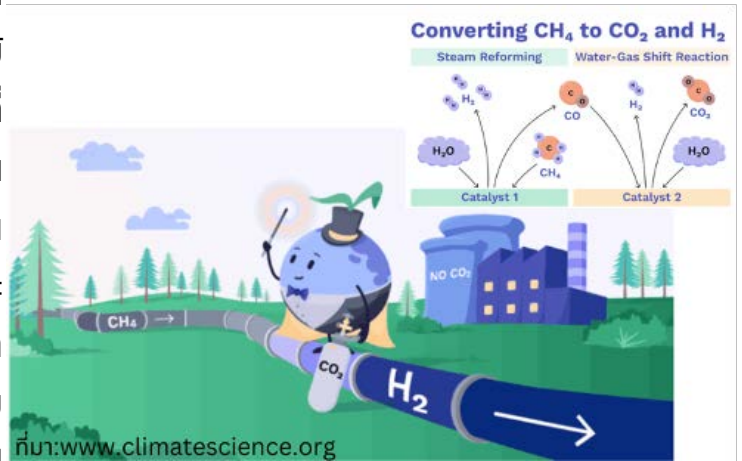 Converting CH₄ to CO₂ and H₂
Steam Reforming
Water-Gas Shift Reaction
H₂
CO
H₂
CO₂
H₂O
C
CH₄
H₂O
Catalyst 1
Catalyst 2
NO CO₂
CH₄
CO₂
H₂
ที่มา:www.climatescience.org